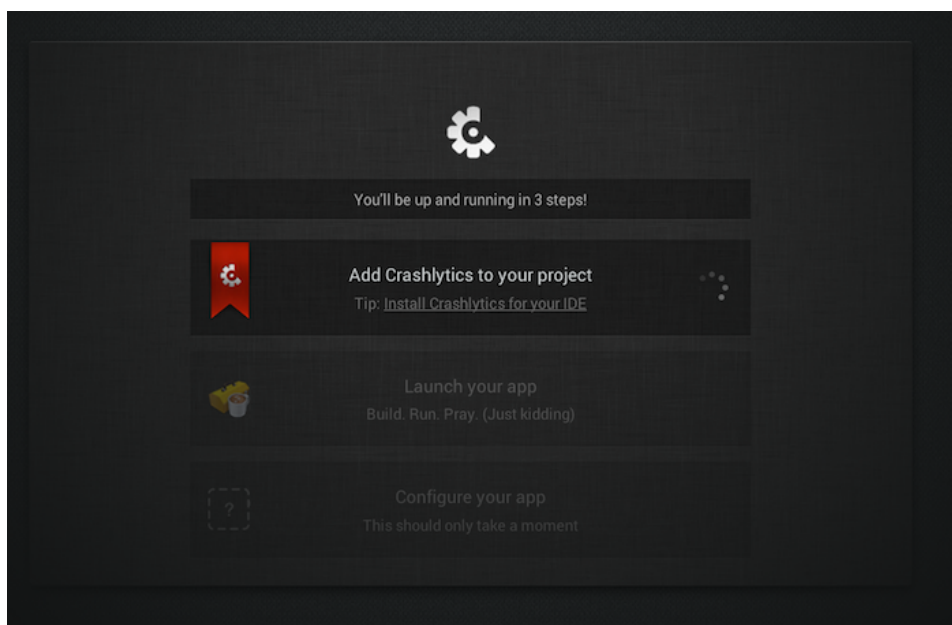 You'll be up and running in 3 steps!
Add Crashlytics to your project
Tip: Install Crashlytics for your IDE
Launch your app
Build. Run. Pray. (Just kidding)
?
Configure your app
This should only take a moment